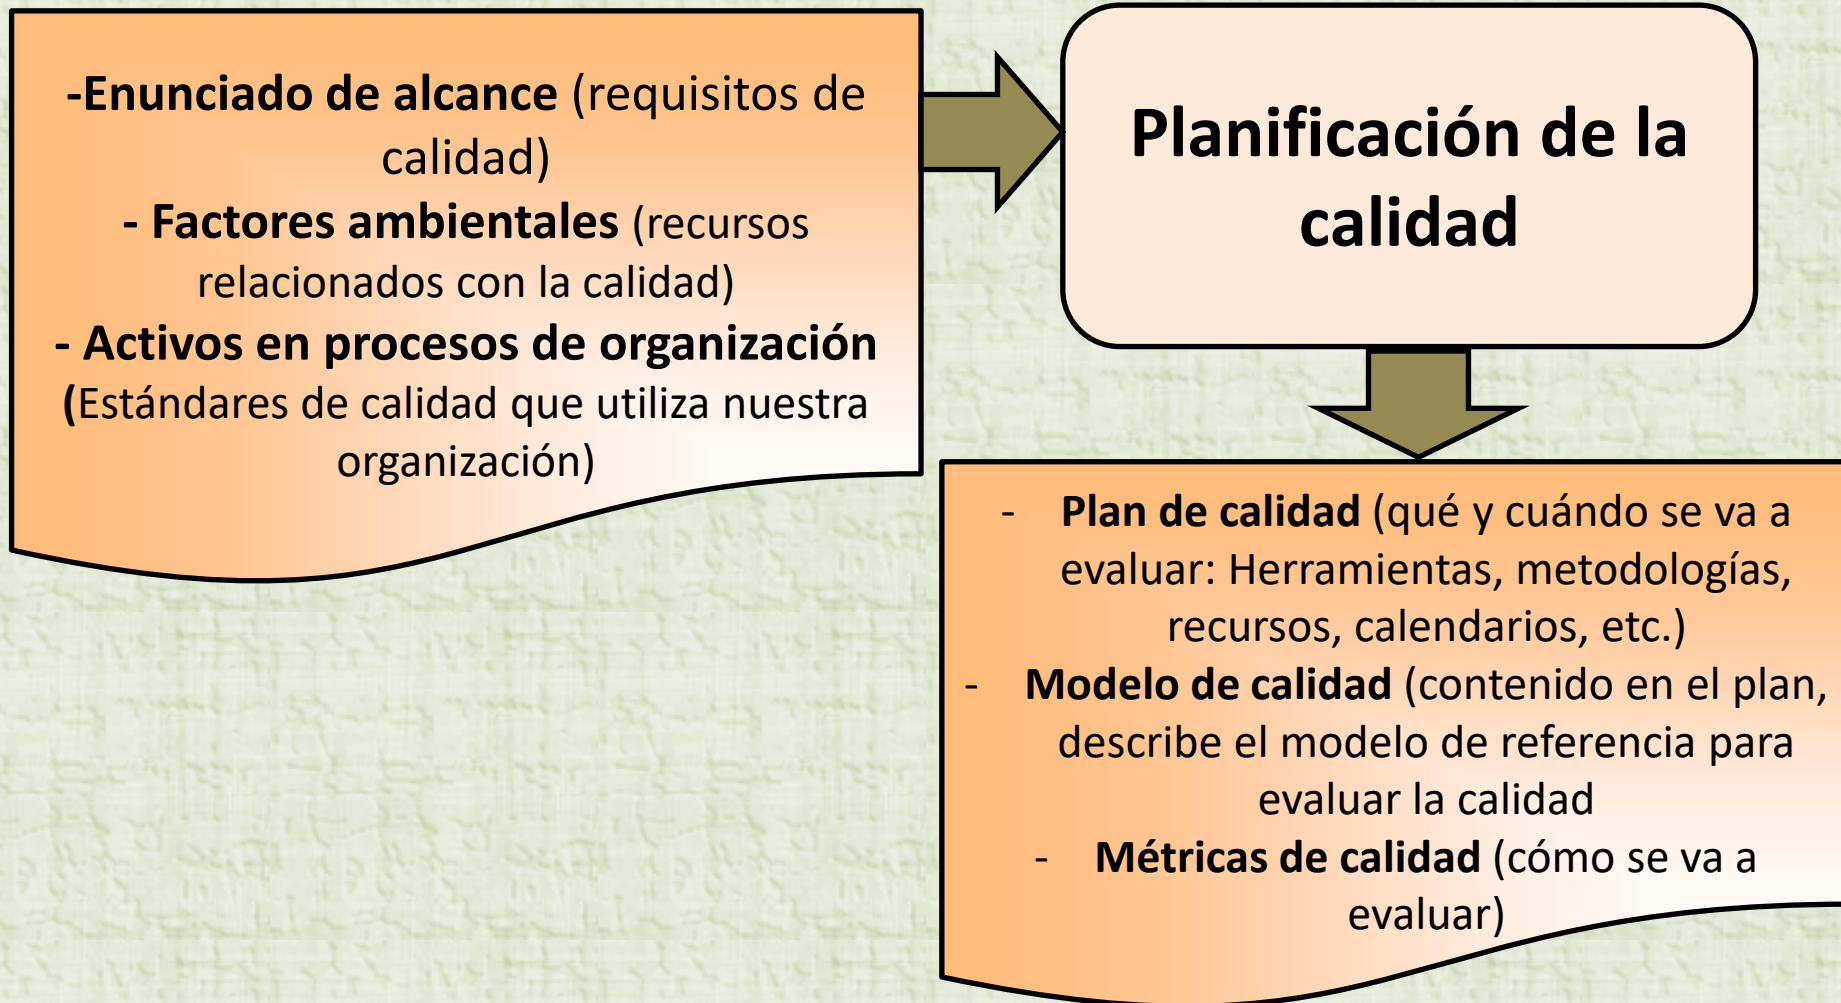 -Enunciado de alcance (requisitos de
calidad)
- Factores ambientales (recursos
relacionados con la calidad)
- Activos en procesos de organización
(Estándares de calidad que utiliza nuestra
organización)
Planificación de la
calidad
- Plan de calidad (qué y cuándo se va a
evaluar: Herramientas, metodologías,
recursos, calendarios, etc.)
- Modelo de calidad (contenido en el plan,
describe el modelo de referencia para
evaluar la calidad
- Métricas de calidad (cómo se va a
evaluar)